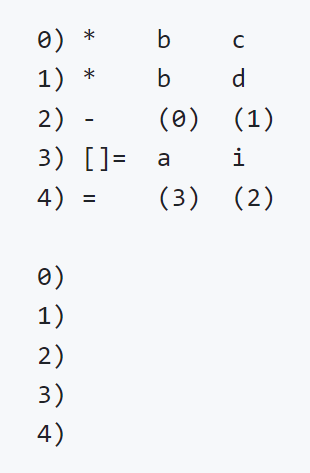 0) * b c
1) * b d
2) - (0) (1)
3) []= a i
4) = (3) (2)
0)
1)
2)
3)
4)